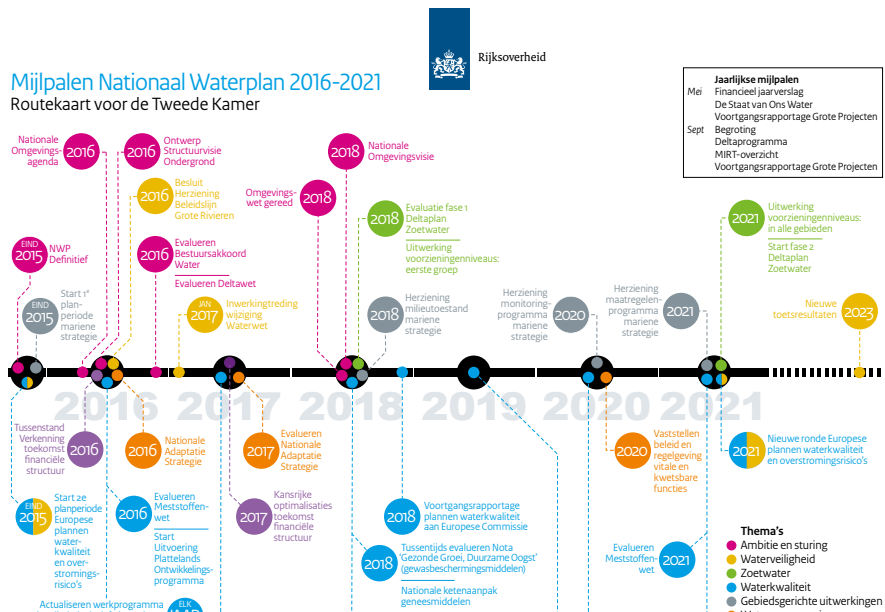 Rijksoverheid
Mijlpalen Nationaal Waterplan 2016-2021
Routekaart voor de Tweede Kamer
Jaarlijkse mijlpalen
Mei Financieel jaarverslag
De Staat van Ons Water
Voortgangsrapportage Grote Projecten
Sept Begroting
Deltaprogramma
MIRT-overzicht
Voortgangsrapportage Grote Projecten
Nationale
Omgevings-
agenda
2016
2016
Ontwerp
Structuurvisie
Ondergrond
2018
Nationale
Omgevingsvisie
2016
Besluit
Herziening
Beleidslijn
Grote Rivieren
Omgevings-
wet gereed
2018
2018
Evaluatie fase 1
Deltaplan
Zoetwater
Uitwerking
voorzieningenniveaus:
eerste groep
2021
Uitwerking
voorzieningenniveaus:
in alle gebieden
Start fase 2
Deltaplan
Zoetwater
EIND
2015
NWP
Definitief
2016
Evalueren
Bestuursakkoord
Water
Evalueren Deltawet
EIND
2015
Start 1e
plan-
periode
mariene
strategie
JAN
2017
Inwerkingtreding
wijziging
Waterwet
2018
Herziening
milieutoestand
mariene
strategie
Herziening
monitoring-
programma
mariene
strategie
2020
Herziening
maatregelen-
programma
mariene
strategie
2021
Nieuwe
toetsresultaten
2023
2016 2017 2018 2019 2020 2021
Tussenstand
Verkenning
toekomst
financiële
structuur
2016
2016
Nationale
Adaptatie
Strategie
2017
Evalueren
Nationale
Adaptatie
Strategie
2020
Vaststellen
beleid en
regelgeving
vitale en
kwetsbare
functies
2021
Nieuwe ronde Europese
plannen waterkwaliteit
en overstromingsrisico's
EIND
2015
Start 2e
planperiode
Europese
plannen
water-
kwaliteit
en over-
stromings-
risico's
2016
Evalueren
Meststoffen-
wet
Start
Uitvoering
Plattelands
Ontwikkelings-
programma
2017
Kansrijke
optimalisaties
toekomst
financiële
structuur
2018
Voortgangsrapportage
plannen waterkwaliteit
aan Europese Commissie
2018
Tussentijds evalueren Nota
'Gezonde Groei, Duurzame Oogst'
(gewasbeschermingsmiddelen)
Nationale ketenaanpak
geneesmiddelen
Evalueren
Meststoffen-
wet
2021
Thema's
Ambitie en sturing
Waterveiligheid
Zoetwater
Waterkwaliteit
Gebiedsgerichte uitwerkingen
Actualiseren werkprogramma
ELK